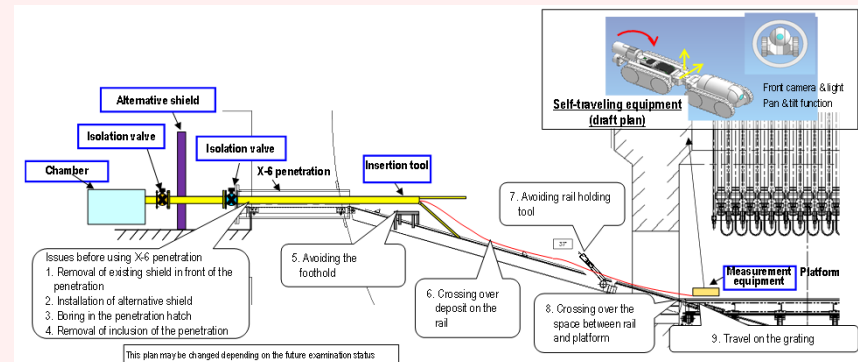 Front camera & light
Pan & tilt function
Self-traveling equipment
(draft plan)
Alternative shield
Isolation valve
Isolation valve
X-6 penetration
Insertion tool
Chamber
7. Avoiding rail holding
tool
Issues before using X-6 penetration
1. Removal of existing shield in front of the
penetration
2. Installation of alternative shield
3. Boring in the penetration hatch
4. Removal of inclusion of the penetration
5. Avoiding the
foothold
6. Crossing over
deposit on the
rail
Measurement
equipment
Platform
8. Crossing over the
space between rail
and platform
9. Travel on the grating
This plan may be changed depending on the future examination status